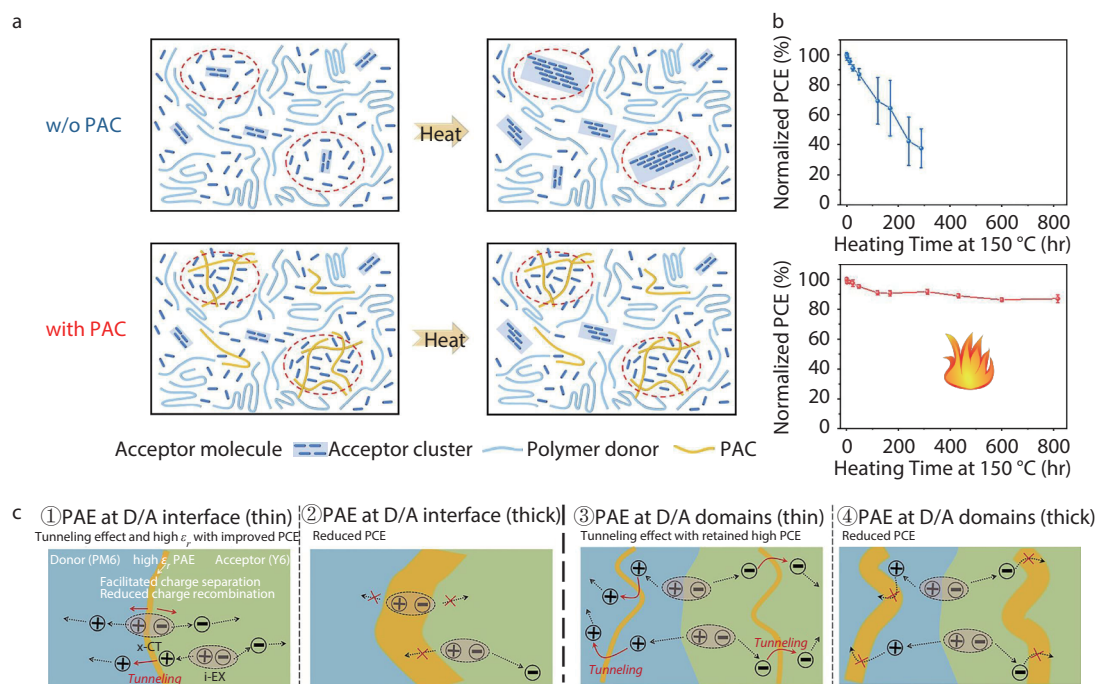 a
w/o PAC
Heat
with PAC
Heat
Acceptor molecule
Acceptor cluster
Polymer donor
PAC
b
Normalized PCE (%)
100
80
60
40
20
0
0 200 400 600 800
Heating Time at 150 °C (hr)
Normalized PCE (%)
100
80
60
40
20
0
0 200 400 600 800
Heating Time at 150 °C (hr)
c
①PAE at D/A interface (thin)
Tunneling effect and high εr with improved PCE
Donor (PM6) high εr PAE Acceptor (Y6)
Facilitated charge separation
Reduced charge recombination
+ + − −
x-CT
+ + −
Tunneling
i-EX
②PAE at D/A interface (thick)
Reduced PCE
+ −
+ −
−
③PAE at D/A domains (thin)
Tunneling effect with retained high PCE
+ + − − −
+ + −
Tunneling
− −
Tunneling
④PAE at D/A domains (thick)
Reduced PCE
+ + − −
+ + − −